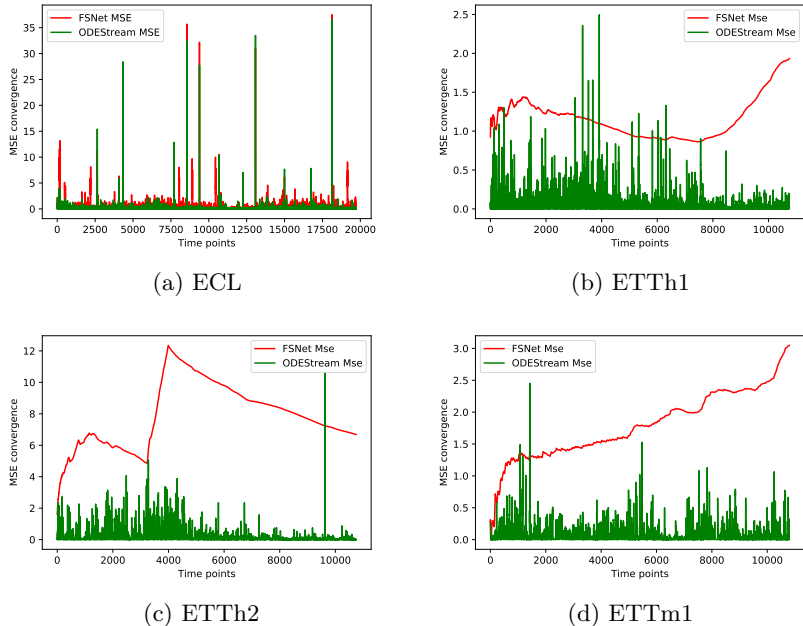 FSNet MSE
ODEStream MSE
MSE convergence
35
30
25
20
15
10
5
0
0 2500 5000 7500 10000 12500 15000 17500 20000
Time points
(a) ECL
FSNet Mse
ODEStream Mse
MSE convergence
2.5
2.0
1.5
1.0
0.5
0.0
0 2000 4000 6000 8000 10000
Time points
(b) ETTh1
FSNet Mse
ODEStream Mse
MSE convergence
12
10
8
6
4
2
0
0 2000 4000 6000 8000 10000
Time points
(c) ETTh2
FSNet Mse
ODEStream Mse
MSE convergence
3.0
2.5
2.0
1.5
1.0
0.5
0.0
0 2000 4000 6000 8000 10000
Time points
(d) ETTm1